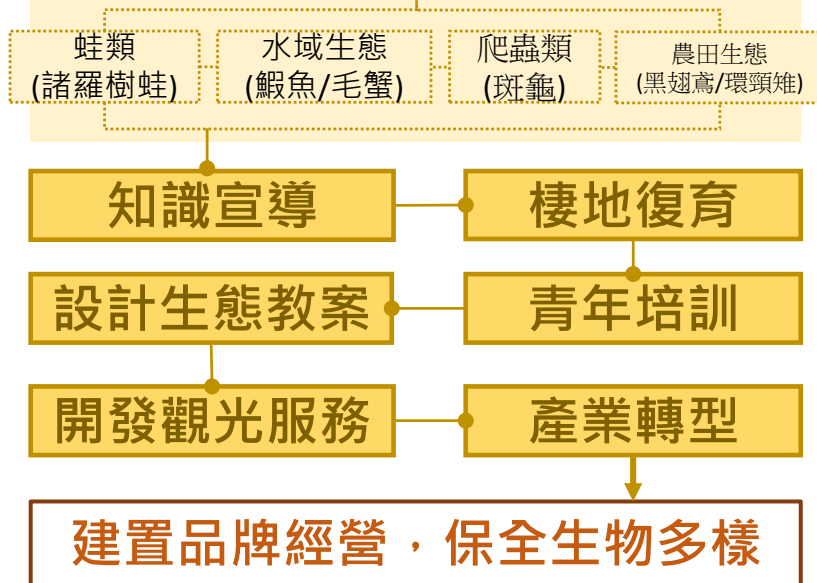 蛙類
(諸羅樹蛙)
水域生態
(鰕魚/毛蟹)
爬蟲類
(斑龜)
農田生態
(黑翅鳶/環頸雉)
知識宣導
棲地復育
設計生態教案
青年培訓
開發觀光服務
產業轉型
建置品牌經營，保全生物多樣